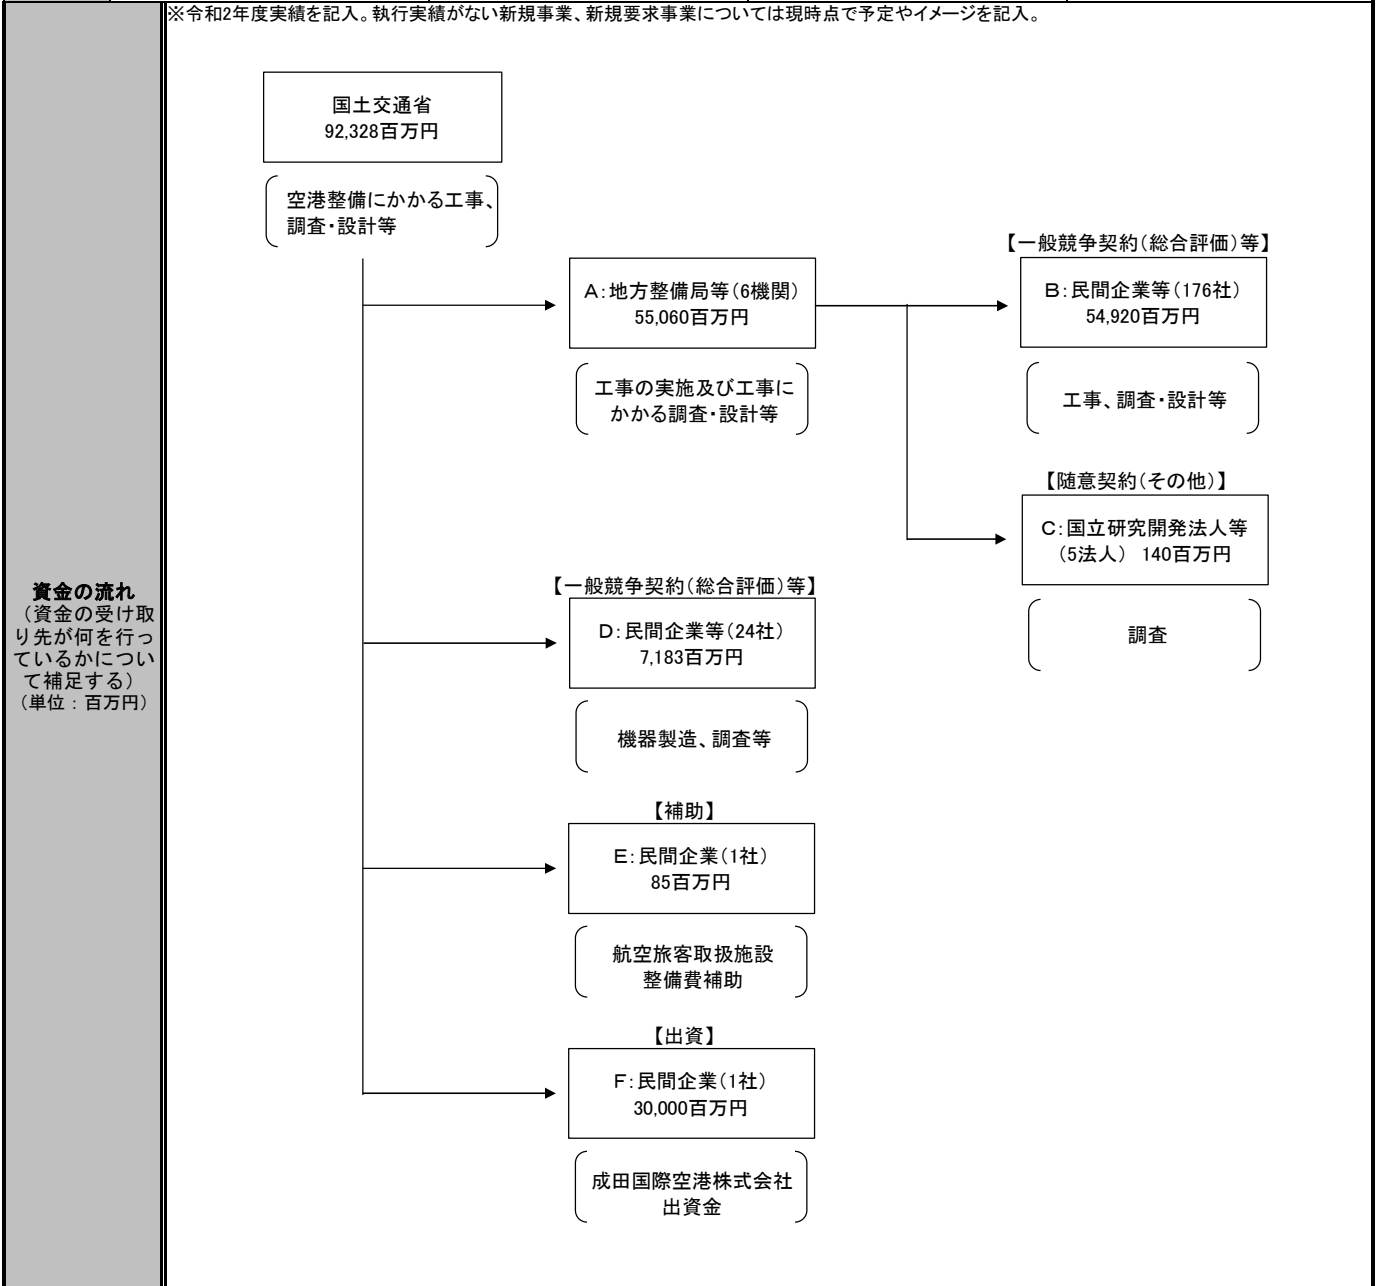 ※令和2年度実績を記入。執行実績がない新規事業、新規要求事業については現時点で予定やイメージを記入。
資金の流れ
（資金の受け取
り先が何を行っ
ているかについ
て補足する）
（単位：百万円）
国土交通省
92,328百万円
空港整備にかかる工事、
調査・設計等
A：地方整備局等（6機関）
55,060百万円
工事の実施及び工事に
かかる調査・設計等
【一般競争契約（総合評価）等】
B：民間企業等（176社）
54,920百万円
工事、調査・設計等
【随意契約（その他）】
C：国立研究開発法人等
（5法人） 140百万円
調査
【一般競争契約（総合評価）等】
D：民間企業等（24社）
7,183百万円
機器製造、調査等
【補助】
E：民間企業（1社）
85百万円
航空旅客取扱施設
整備費補助
【出資】
F：民間企業（1社）
30,000百万円
成田国際空港株式会社
出資金